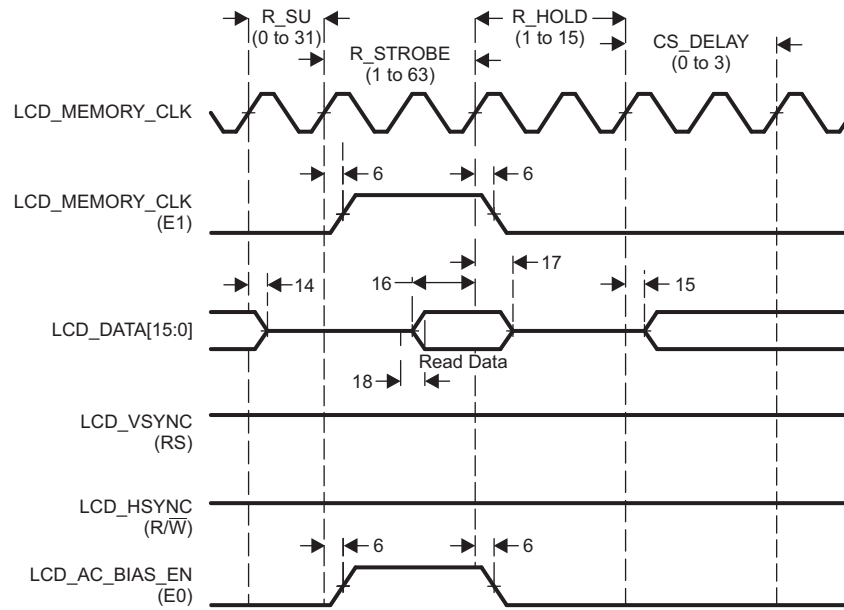 R_SU
(0 to 31)
R_STROBE
(1 to 63)
R_HOLD
(1 to 15)
CS_DELAY
(0 to 3)
LCD_MEMORY_CLK
6
6
LCD_MEMORY_CLK
(E1)
14
16
17
15
LCD_DATA[15:0]
Read Data
18
LCD_VSYNC
(RS)
LCD_HSYNC
(R/W̅)
6
6
LCD_AC_BIAS_EN
(E0)